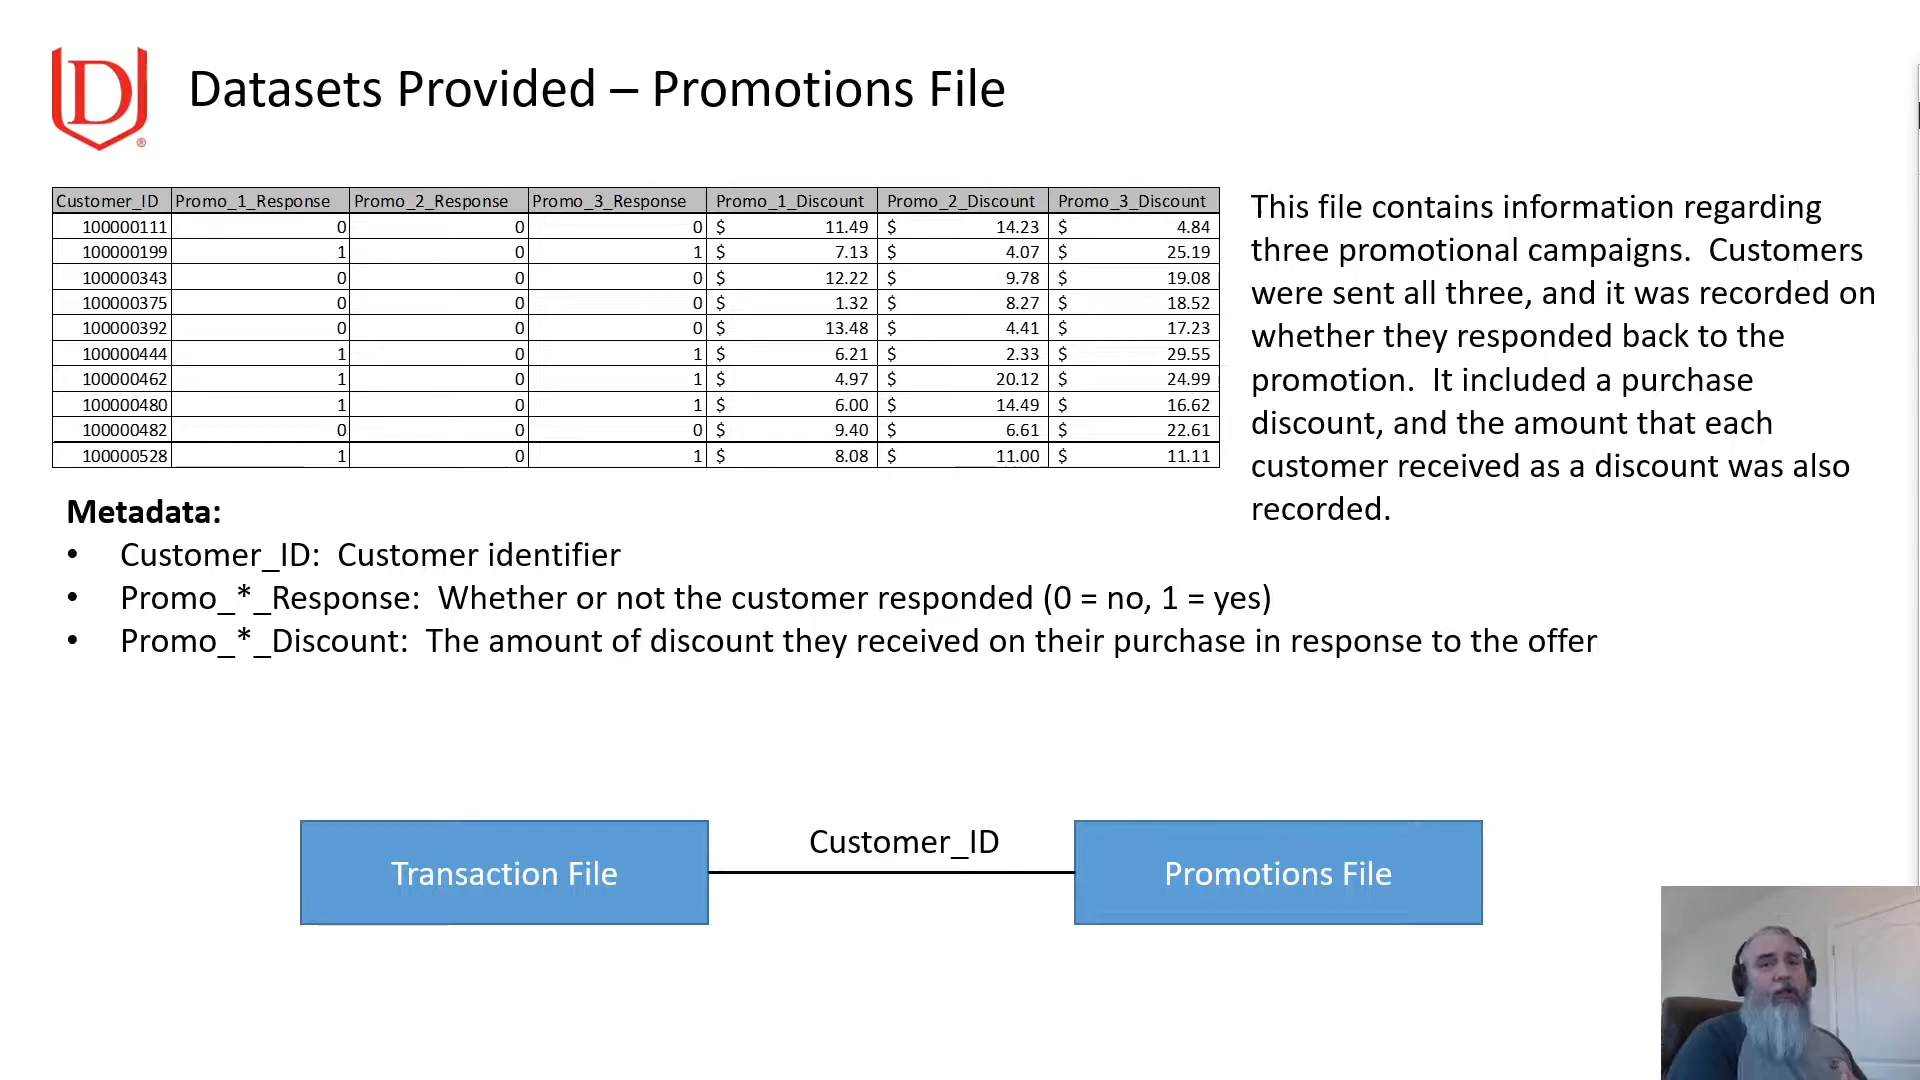 D
®
Datasets Provided – Promotions File
Customer_ID Promo_1_Response Promo_2_Response Promo_3_Response Promo_1_Discount Promo_2_Discount Promo_3_Discount
100000111 0 0 0 $ 11.49 $ 14.23 $ 4.84
100000199 1 0 1 $ 7.13 $ 4.07 $ 25.19
100000343 0 0 0 $ 12.22 $ 9.78 $ 19.08
100000375 0 0 0 $ 1.32 $ 8.27 $ 18.52
100000392 0 0 0 $ 13.48 $ 4.41 $ 17.23
100000444 1 0 1 $ 6.21 $ 2.33 $ 29.55
100000462 1 0 1 $ 4.97 $ 20.12 $ 24.99
100000480 1 0 1 $ 6.00 $ 14.49 $ 16.62
100000482 0 0 0 $ 9.40 $ 6.61 $ 22.61
100000528 1 0 1 $ 8.08 $ 11.00 $ 11.11
This file contains information regarding
three promotional campaigns.  Customers
were sent all three, and it was recorded on
whether they responded back to the
promotion.  It included a purchase
discount, and the amount that each
customer received as a discount was also
recorded.
Metadata:
• Customer_ID:  Customer identifier
• Promo_*_Response:  Whether or not the customer responded (0 = no, 1 = yes)
• Promo_*_Discount:  The amount of discount they received on their purchase in response to the offer
Transaction File
Customer_ID
Promotions File